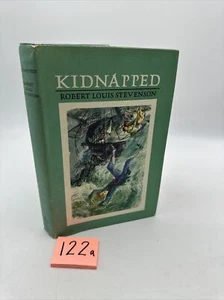 KIDNAPPED
ROBERT LOUIS STEVENSON
122a